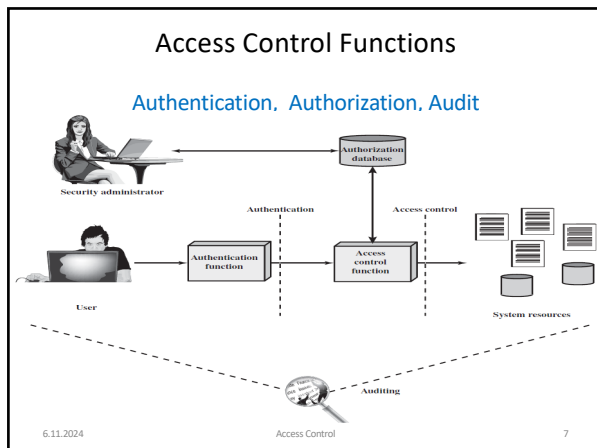 Access Control Functions
Authentication, Authorization, Audit
Authorization
database
Security administrator
Authentication
Access control
Authentication
function
Access
control
function
User
System resources
Auditing
6.11.2024
Access Control
7